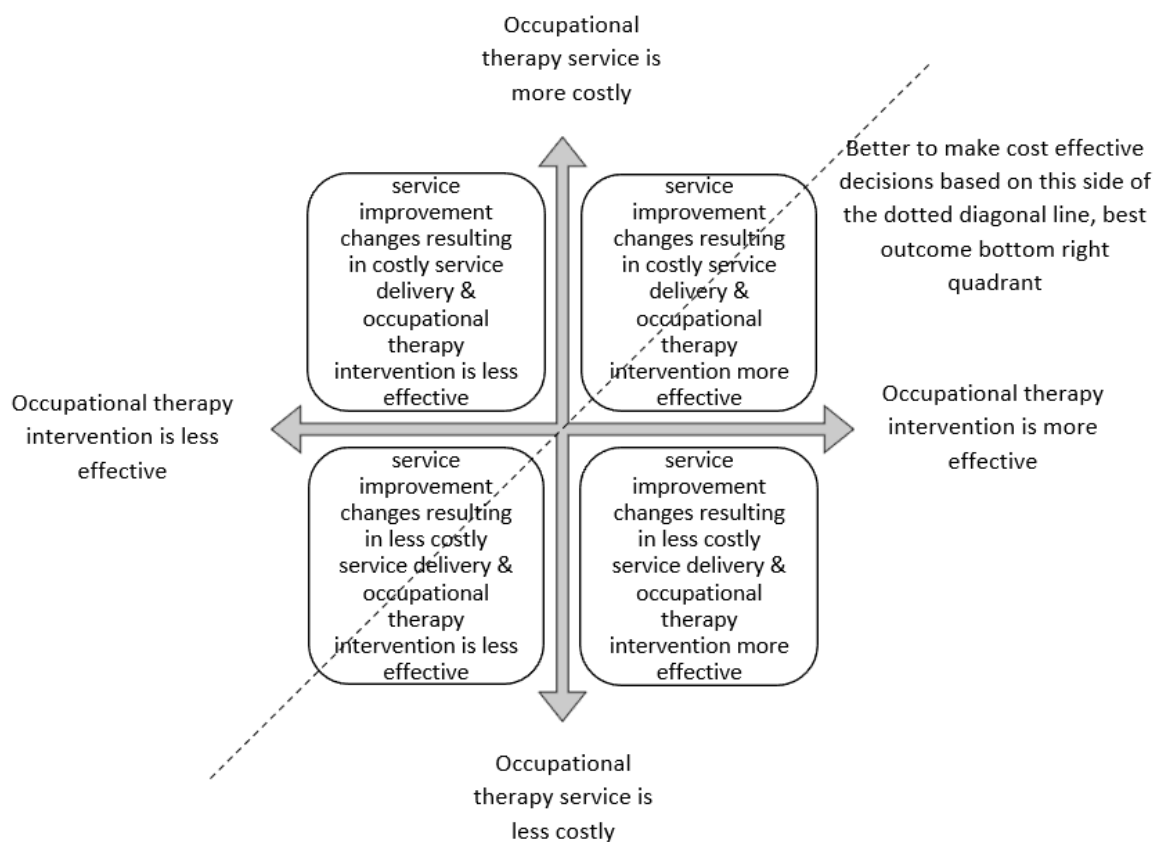 Occupational
therapy service is
more costly
Better to make cost effective
decisions based on this side of
the dotted diagonal line, best
outcome bottom right
quadrant
service
improvement
changes resulting
in costly service
delivery &
occupational
therapy
intervention is less
effective
service
improvement
changes resulting
in costly service
delivery &
occupational
therapy
intervention more
effective
Occupational therapy
intervention is less
effective
Occupational therapy
intervention is more
effective
service
improvement
changes resulting
in less costly
service delivery &
occupational
therapy
intervention is less
effective
service
improvement
changes resulting
in less costly
service delivery &
occupational
therapy
intervention more
effective
Occupational
therapy service is
less costly